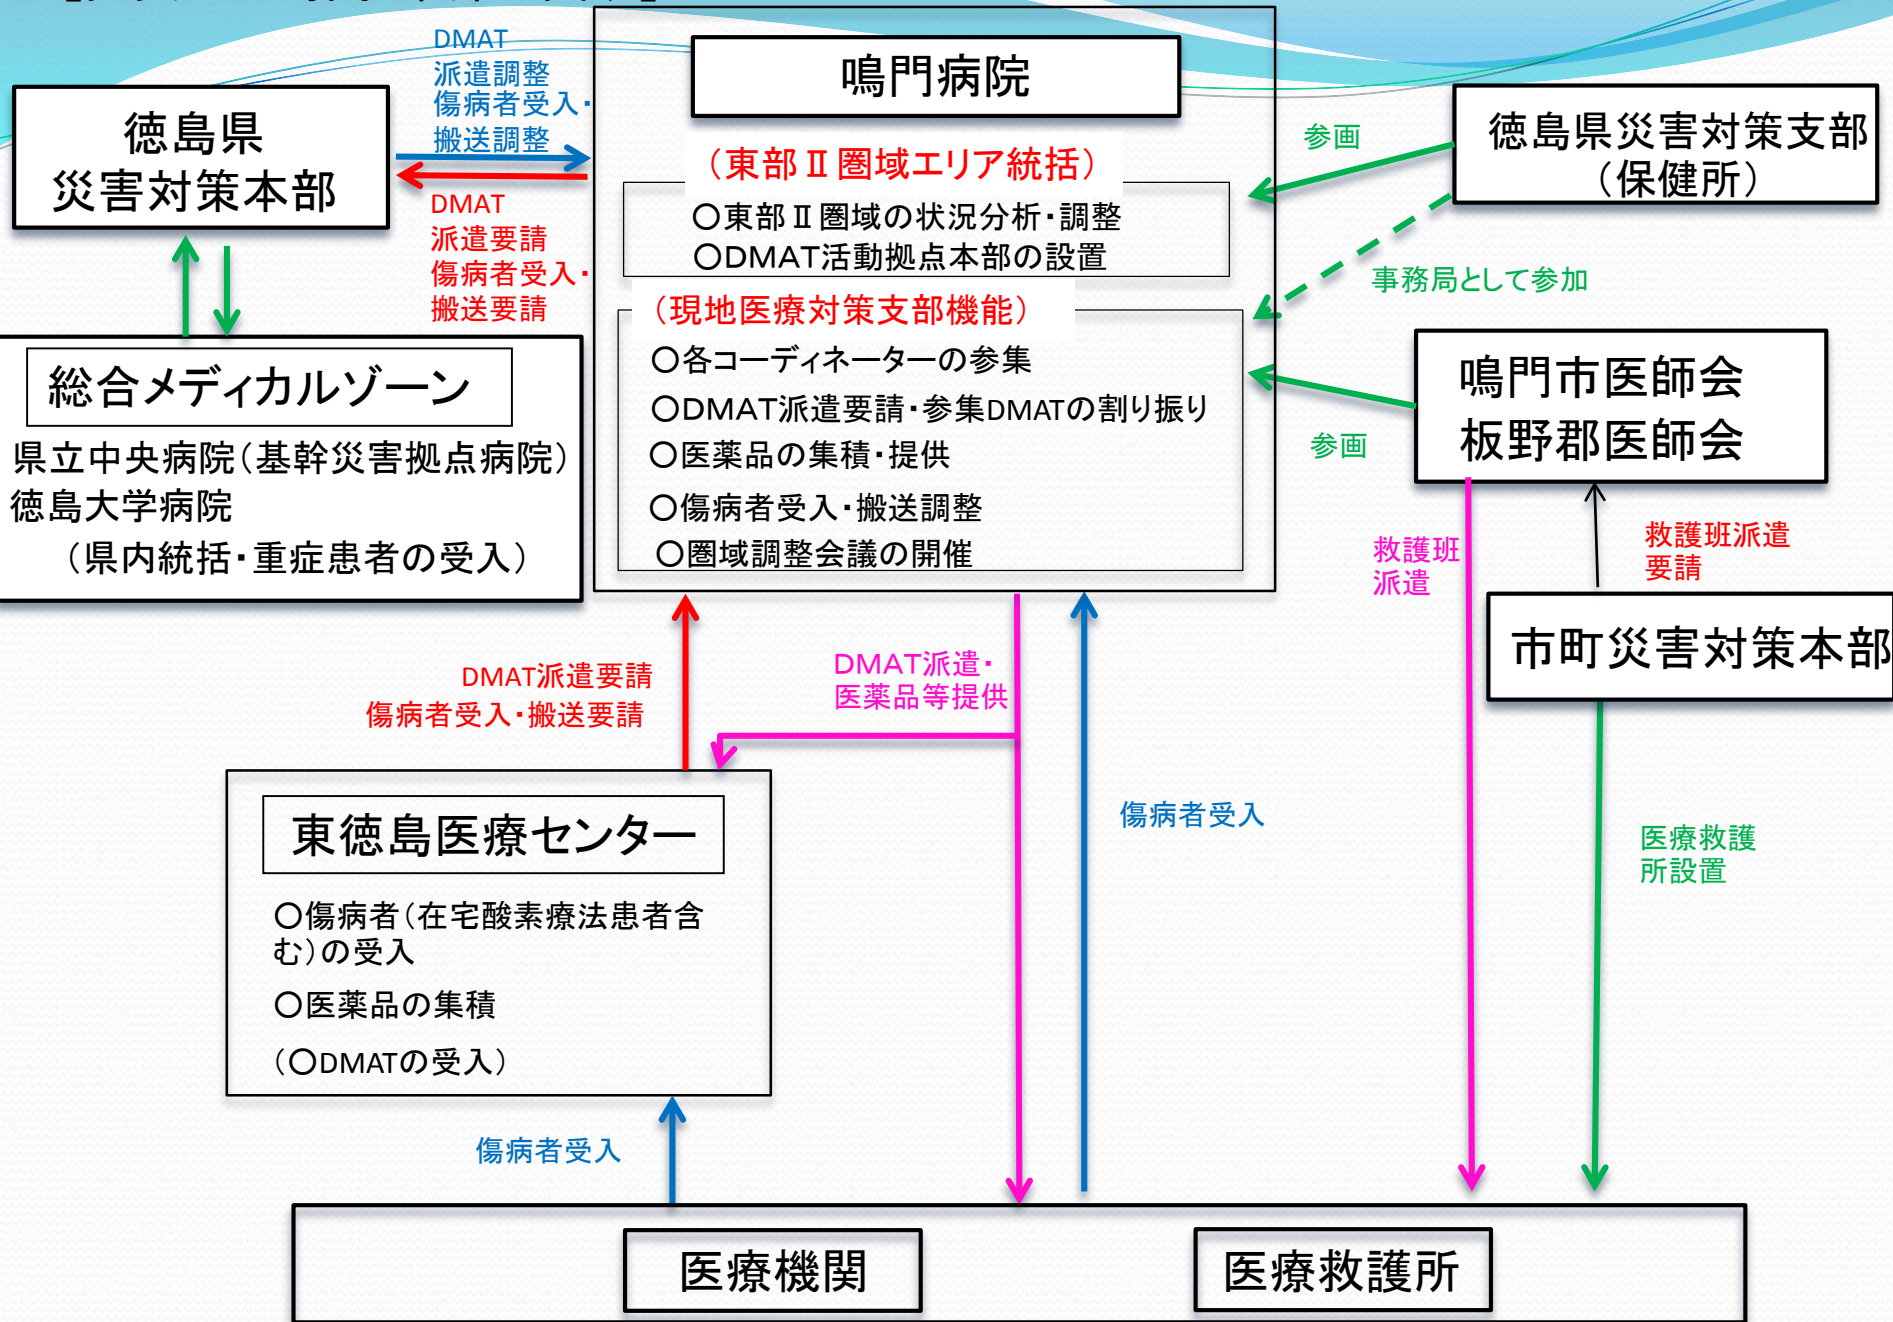 DMAT
派遣調整
傷病者受入・
搬送調整
徳島県
災害対策本部
DMAT
派遣要請
傷病者受入・
搬送要請
総合メディカルゾーン
県立中央病院（基幹災害拠点病院）
徳島大学病院
（県内統括・重症患者の受入）
鳴門病院
（東部Ⅱ圏域エリア統括）
〇東部Ⅱ圏域の状況分析・調整
〇DMAT活動拠点本部の設置
（現地医療対策支部機能）
〇各コーディネーターの参集
〇DMAT派遣要請・参集DMATの割り振り
〇医薬品の集積・提供
〇傷病者受入・搬送調整
〇圏域調整会議の開催
参画
徳島県災害対策支部
（保健所）
事務局として参加
鳴門市医師会
板野郡医師会
参画
救護班
派遣
救護班派遣
要請
市町災害対策本部
DMAT派遣要請
傷病者受入・搬送要請
DMAT派遣・
医薬品等提供
傷病者受入
医療救護
所設置
東徳島医療センター
〇傷病者（在宅酸素療法患者含
む）の受入
〇医薬品の集積
（〇DMATの受入）
傷病者受入
医療機関
医療救護所